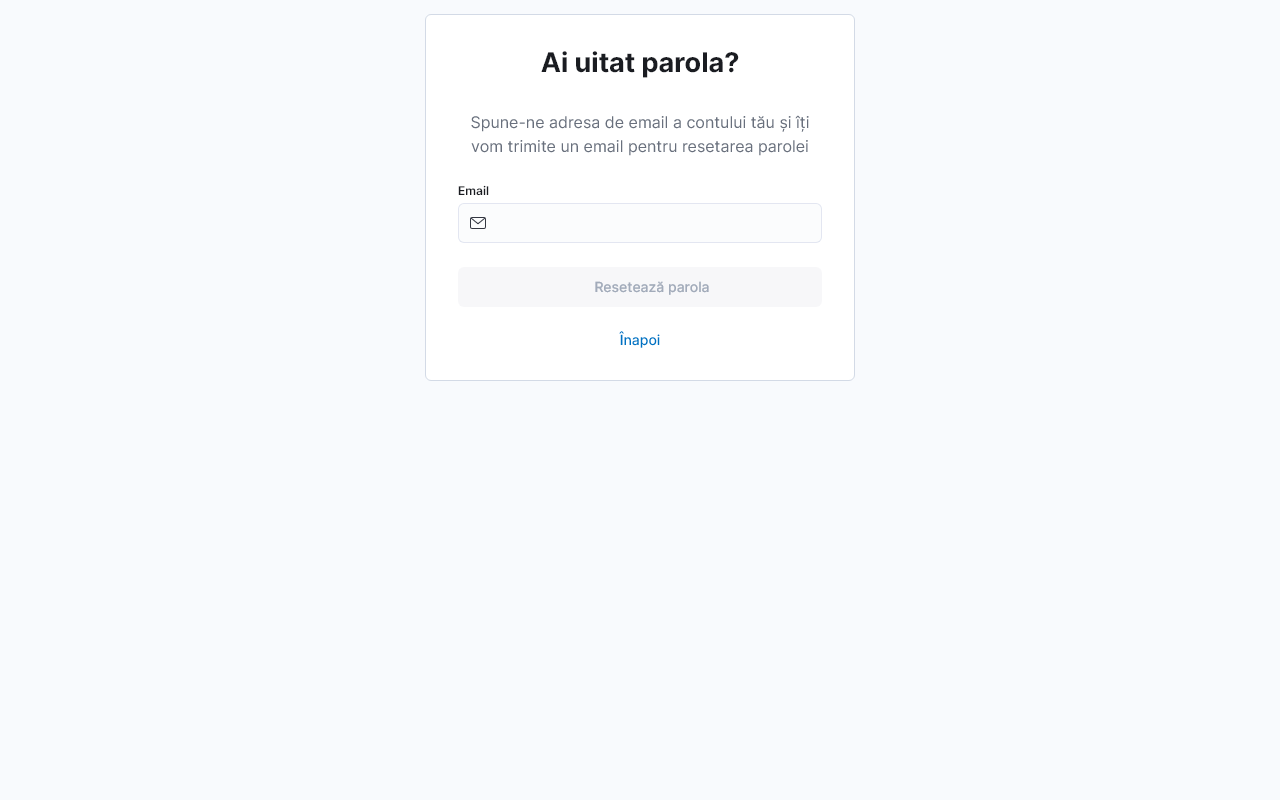 Ai uitat parola?
Spune-ne adresa de email a contului tău și îți
vom trimite un email pentru resetarea parolei
Email
Resetează parola
Înapoi